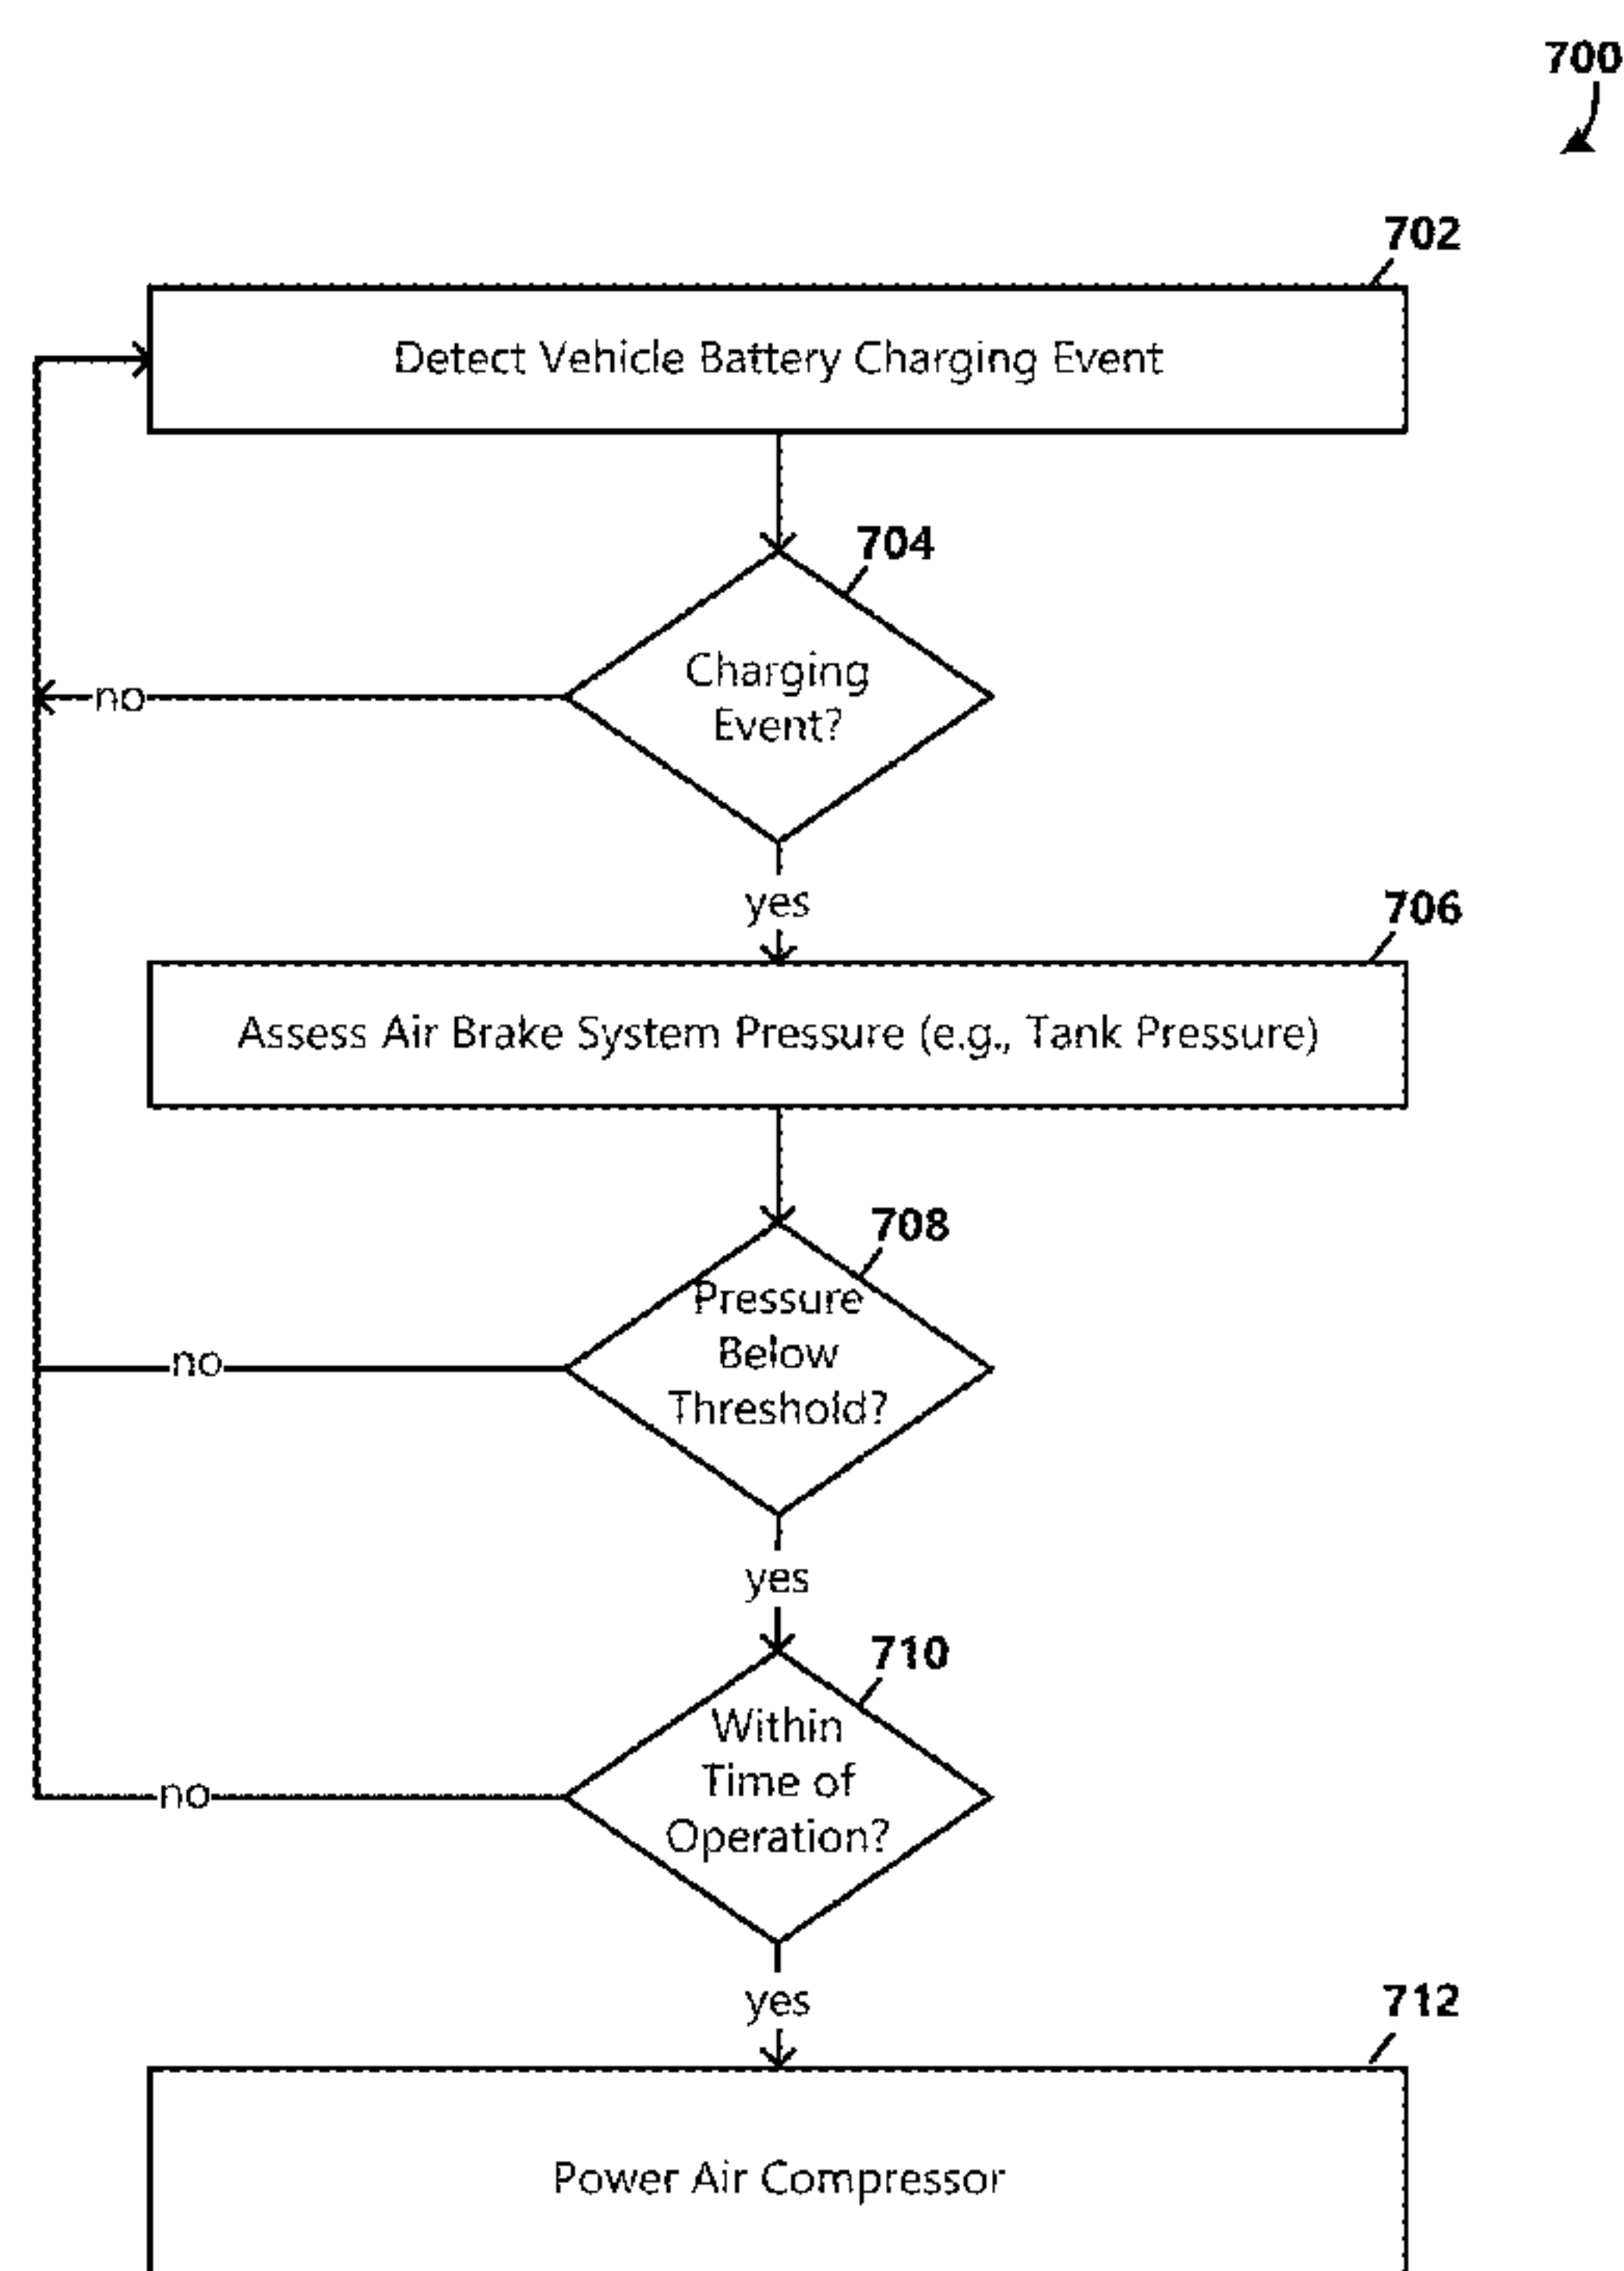 700
702
Detect Vehicle Battery Charging Event
704
Charging
Event?
no
yes
706
Assess Air Brake System Pressure (e.g., Tank Pressure)
708
Pressure
Below
Threshold?
no
yes
710
Within
Time of
Operation?
no
yes
712
Power Air Compressor